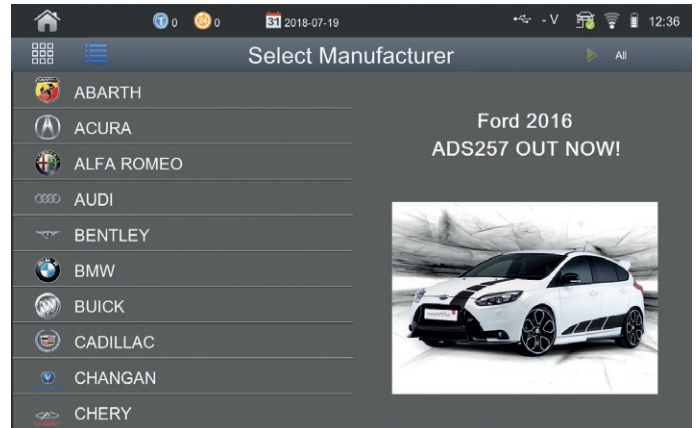 0
0
31
2018-07-19
- V
12:36
Select Manufacturer
All
ABARTH
ACURA
ALFA ROMEO
AUDI
BENTLEY
BMW
BUICK
CADILLAC
CHANGAN
CHERY
Ford 2016
ADS257 OUT NOW!